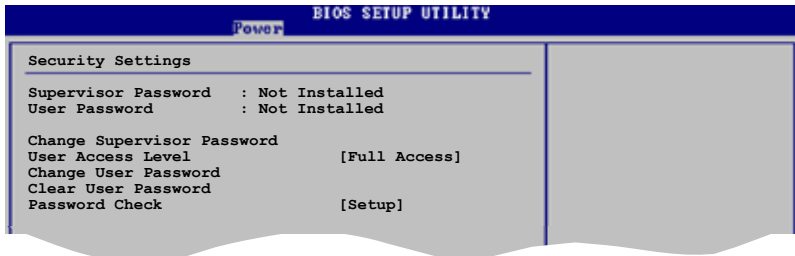 BIOS SETUP UTILITY
Power
Security Settings
Supervisor Password : Not Installed
User Password : Not Installed
Change Supervisor Password
User Access Level [Full Access]
Change User Password
Clear User Password
Password Check [Setup]